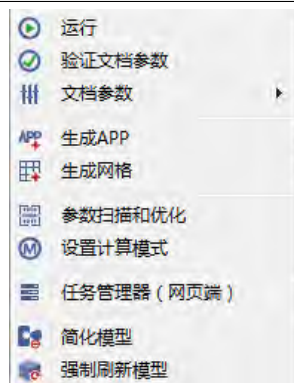 运行
验证文档参数
文档参数
APP 生成APP
生成网格
参数扫描和优化
M 设置计算模式
任务管理器（网页端）
简化模型
强制刷新模型